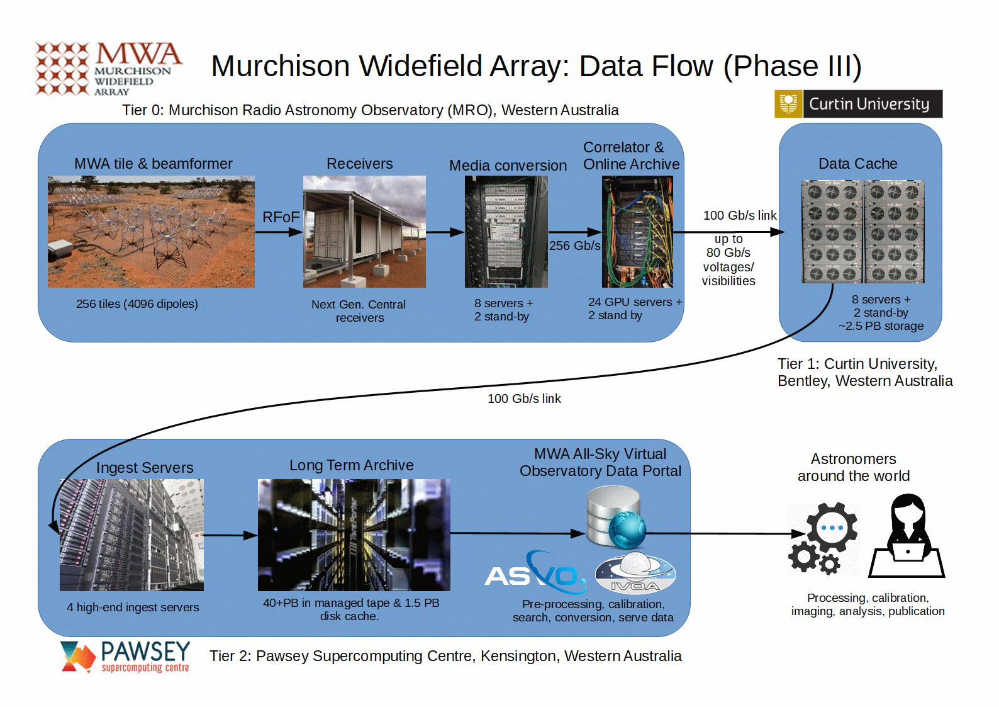 MWA
MURCHISON
WIDEFIELD
ARRAY
Murchison Widefield Array: Data Flow (Phase III)
Curtin University
Tier 0: Murchison Radio Astronomy Observatory (MRO), Western Australia
MWA tile & beamformer
Receivers
Media conversion
Correlator &
Online Archive
Data Cache
RFoF
256 Gb/s
100 Gb/s link
up to
80 Gb/s
voltages/
visibilities
256 tiles (4096 dipoles)
Next Gen. Central
receivers
8 servers +
2 stand-by
24 GPU servers +
2 stand by
8 servers +
2 stand-by
~2.5 PB storage
Tier 1: Curtin University,
Bentley, Western Australia
100 Gb/s link
Ingest Servers
Long Term Archive
MWA All-Sky Virtual
Observatory Data Portal
Astronomers
around the world
TeraPorter
ASVO
IVOA
4 high-end ingest servers
40+PB in managed tape & 1.5 PB
disk cache.
Pre-processing, calibration,
search, conversion, serve data
Processing, calibration,
imaging, analysis, publication
PAWSEY
supercomputing centre
Tier 2: Pawsey Supercomputing Centre, Kensington, Western Australia